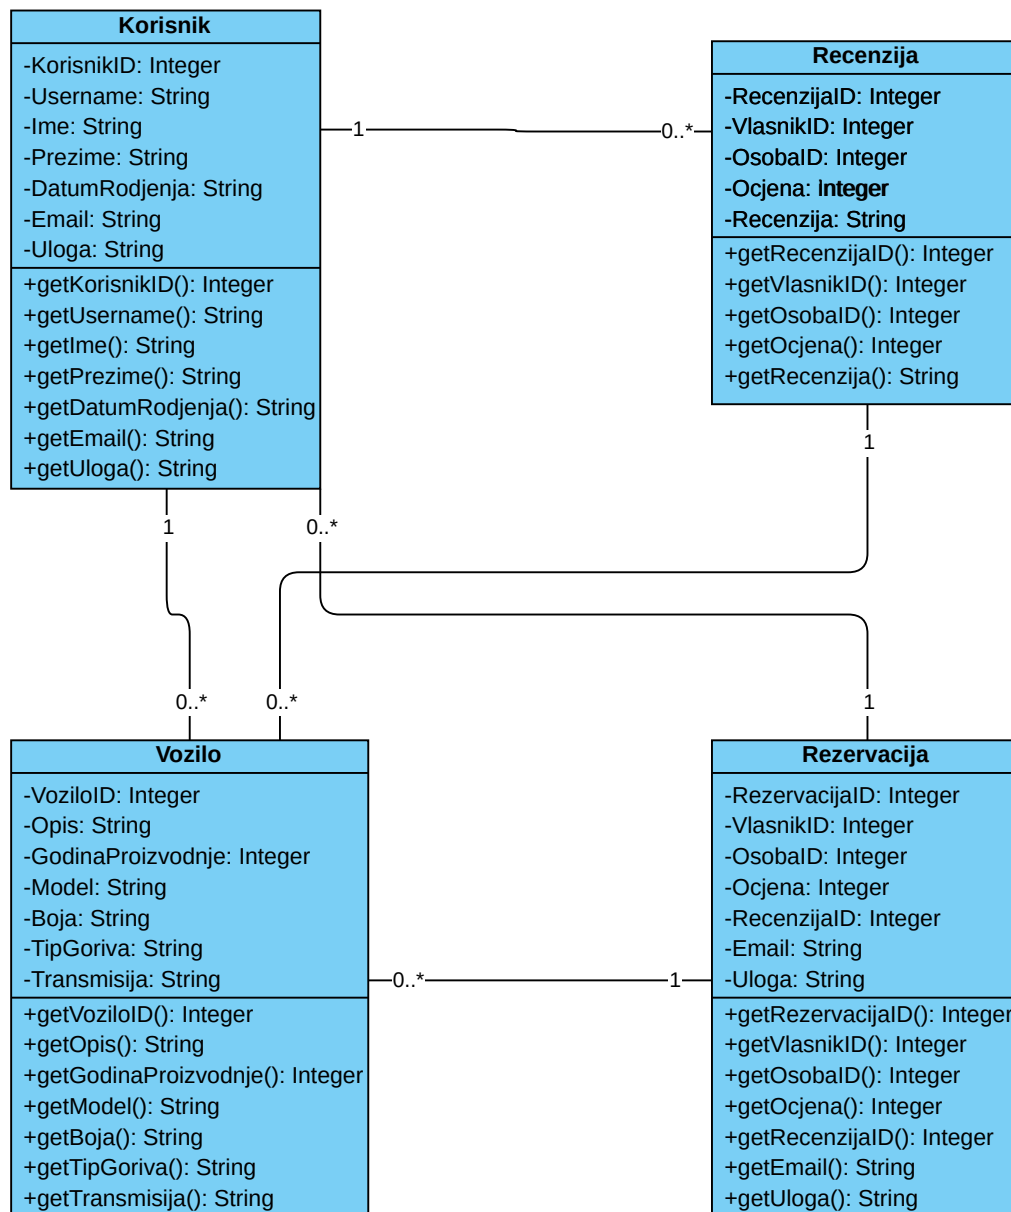 Korisnik
-KorisnikID: Integer
-Username: String
-Ime: String
-Prezime: String
-DatumRodjenja: String
-Email: String
-Uloga: String
+getKorisnikID(): Integer
+getUsername(): String
+getIme(): String
+getPrezime(): String
+getDatumRodjenja(): String
+getEmail(): String
+getUloga(): String
1
0..*
Recenzija
-RecenzijaID: Integer
-VlasnikID: Integer
-OsobaID: Integer
-Ocjena: Integer
-Recenzija: String
+getRecenzijaID(): Integer
+getVlasnikID(): Integer
+getOsobaID(): Integer
+getOcjena(): Integer
+getRecenzija(): String
1
1
0..*
0..*
0..*
1
Vozilo
-VoziloID: Integer
-Opis: String
-GodinaProizvodnje: Integer
-Model: String
-Boja: String
-TipGoriva: String
-Transmisija: String
+getVoziloID(): Integer
+getOpis(): String
+getGodinaProizvodnje(): Integer
+getModel(): String
+getBoja(): String
+getTipGoriva(): String
+getTransmisija(): String
0..*
1
Rezervacija
-RezervacijaID: Integer
-VlasnikID: Integer
-OsobaID: Integer
-Ocjena: Integer
-RecenzijaID: Integer
-Email: String
-Uloga: String
+getRezervacijaID(): Integer
+getVlasnikID(): Integer
+getOsobaID(): Integer
+getOcjena(): Integer
+getRecenzijaID(): Integer
+getEmail(): String
+getUloga(): String